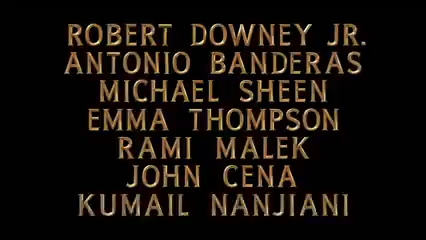 ROBERT DOWNEY JR.
ANTONIO BANDERAS
MICHAEL SHEEN
EMMA THOMPSON
RAMI MALEK
JOHN CENA
KUMAIL NANJIANI